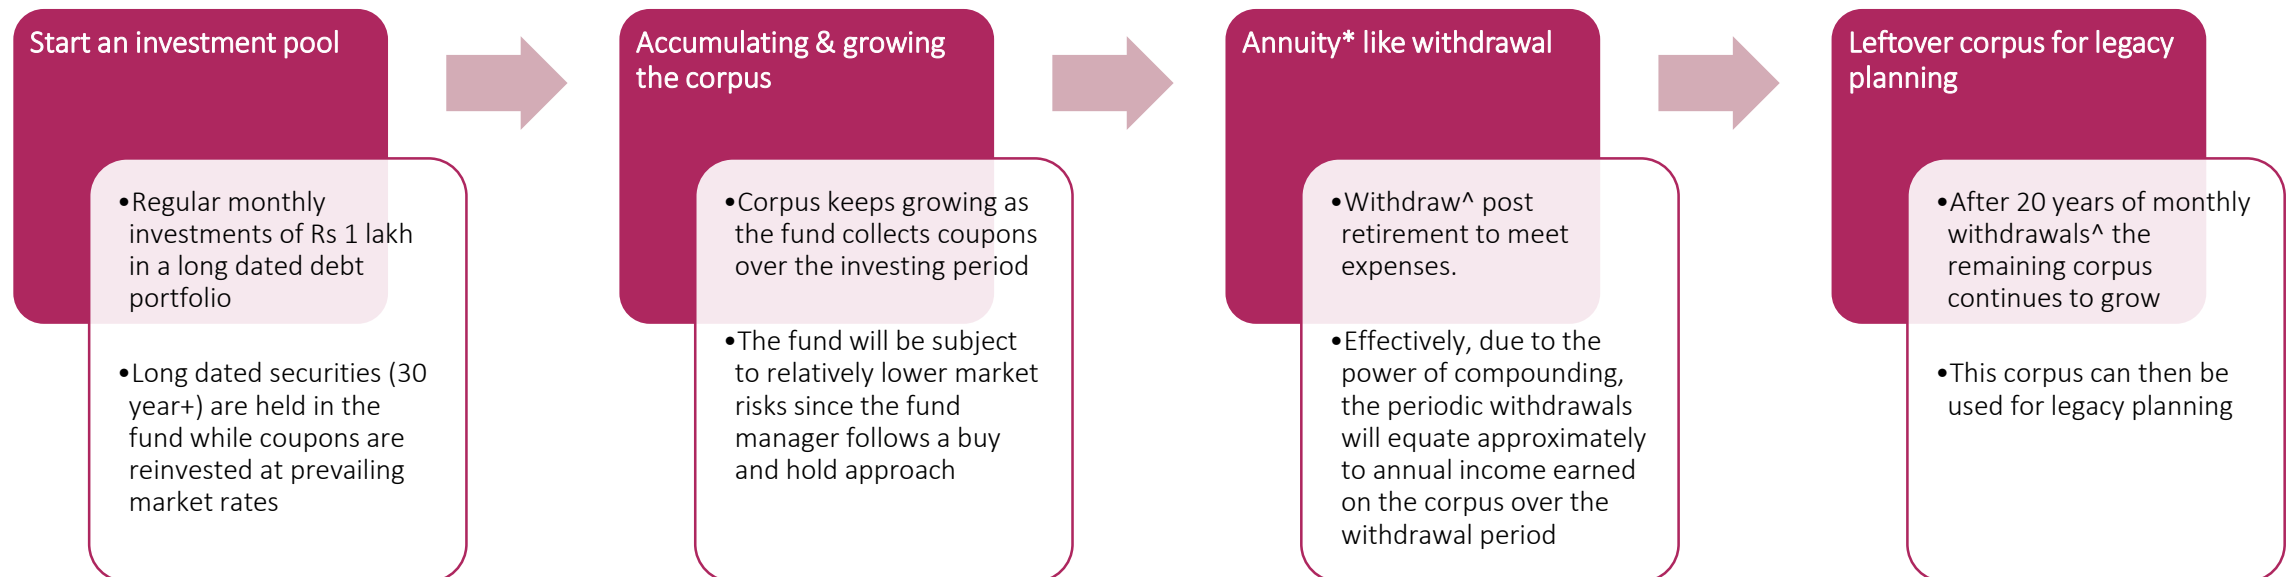 Start an investment pool
•Regular monthly
investments of Rs 1 lakh
in a long dated debt
portfolio
•Long dated securities (30
year+) are held in the
fund while coupons are
reinvested at prevailing
market rates
Accumulating & growing
the corpus
•Corpus keeps growing as
the fund collects coupons
over the investing period
•The fund will be subject
to relatively lower market
risks since the fund
manager follows a buy
and hold approach
Annuity* like withdrawal
•Withdraw^ post
retirement to meet
expenses.
•Effectively, due to the
power of compounding,
the periodic withdrawals
will equate approximately
to annual income earned
on the corpus over the
withdrawal period
Leftover corpus for legacy
planning
•After 20 years of monthly
withdrawals^ the
remaining corpus
continues to grow
•This corpus can then be
used for legacy planning